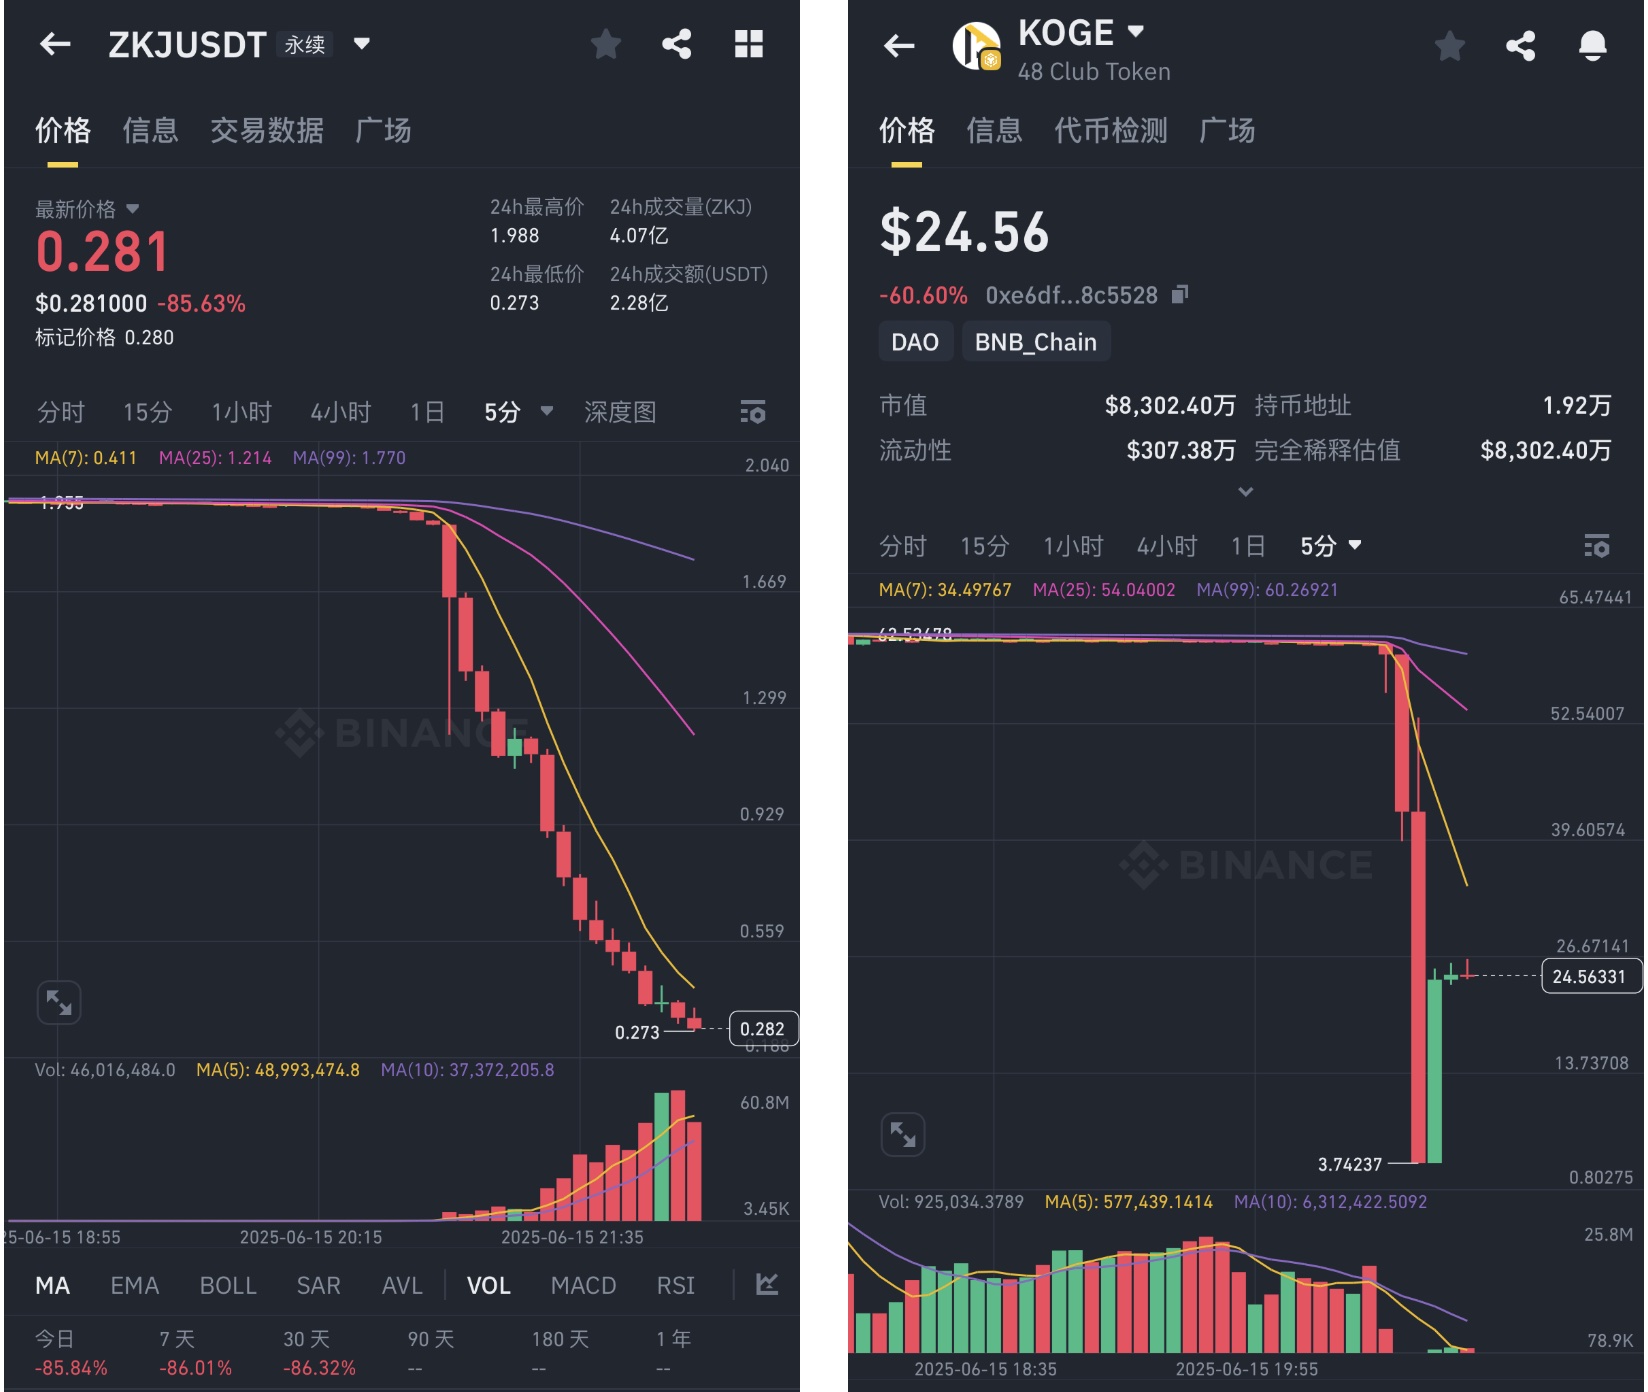 ZKJUSDT 永续
价格 信息 交易数据 广场
最新价格
0.281
$0.281000 -85.63%
标记价格 0.280
24h最高价 24h成交量(ZKJ)
1.988 4.07亿
24h最低价 24h成交额(USDT)
0.273 2.28亿
分时 15分 1小时 4小时 1日 5分 深度图
MA(7): 0.411 MA(25): 1.214 MA(99): 1.770
2.040
1.955
1.669
1.299
BINANCE
0.929
0.559
0.273
0.282
0.188
Vol: 46,016,484.0 MA(5): 48,993,474.8 MA(10): 37,372,205.8
60.8M
3.45K
25-06-15 18:55 2025-06-15 20:15 2025-06-15 21:35
MA EMA BOLL SAR AVL VOL MACD RSI
今日 7天 30天 90天 180天 1年
-85.84% -86.01% -86.32% -- -- --
KOGE
48 Club Token
价格 信息 代币检测 广场
$24.56
-60.60% 0xe6df...8c5528
DAO BNB_Chain
市值 $8,302.40万 持币地址 1.92万
流动性 $307.38万 完全稀释估值 $8,302.40万
分时 15分 1小时 4小时 1日 5分
MA(7): 34.49767 MA(25): 54.04002 MA(99): 60.26921
65.47441
62.53478
52.54007
39.60574
BINANCE
26.67141
24.56331
13.73708
3.74237
0.80275
Vol: 925,034.3789 MA(5): 577,439.1414 MA(10): 6,312,422.5092
25.8M
78.9K
2025-06-15 18:35 2025-06-15 19:55